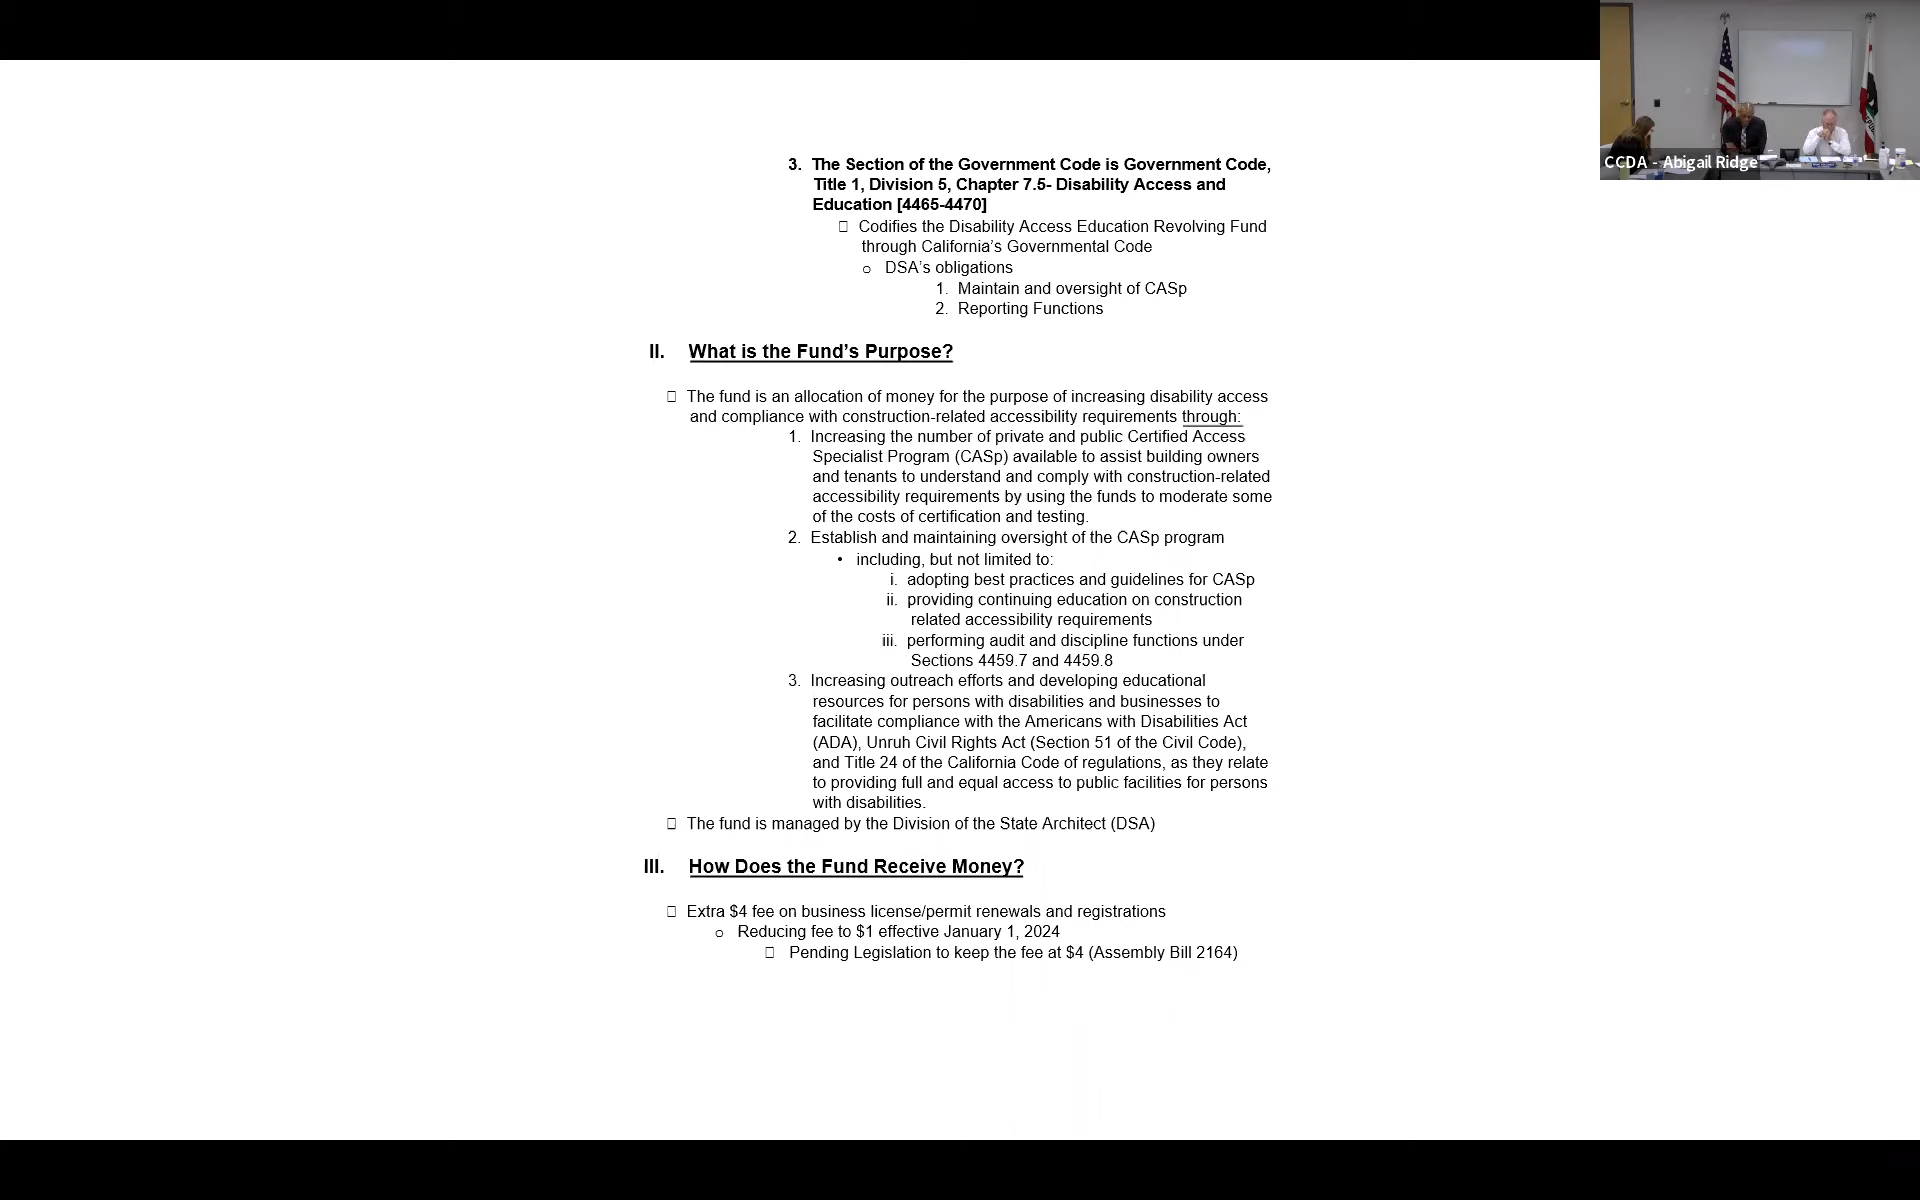 3. The Section of the Government Code is Government Code,
Title 1, Division 5, Chapter 7.5- Disability Access and
Education [4465-4470]
Codifies the Disability Access Education Revolving Fund
through California's Governmental Code
o DSA's obligations
1. Maintain and oversight of CASp
2. Reporting Functions
II. What is the Fund's Purpose?
The fund is an allocation of money for the purpose of increasing disability access
and compliance with construction-related accessibility requirements through:
1. Increasing the number of private and public Certified Access
Specialist Program (CASp) available to assist building owners
and tenants to understand and comply with construction-related
accessibility requirements by using the funds to moderate some
of the costs of certification and testing.
2. Establish and maintaining oversight of the CASp program
• including, but not limited to:
i. adopting best practices and guidelines for CASp
ii. providing continuing education on construction
related accessibility requirements
iii. performing audit and discipline functions under
Sections 4459.7 and 4459.8
3. Increasing outreach efforts and developing educational
resources for persons with disabilities and businesses to
facilitate compliance with the Americans with Disabilities Act
(ADA), Unruh Civil Rights Act (Section 51 of the Civil Code),
and Title 24 of the California Code of regulations, as they relate
to providing full and equal access to public facilities for persons
with disabilities.
The fund is managed by the Division of the State Architect (DSA)
III. How Does the Fund Receive Money?
Extra $4 fee on business license/permit renewals and registrations
o Reducing fee to $1 effective January 1, 2024
Pending Legislation to keep the fee at $4 (Assembly Bill 2164)
CCDA - Abigail Ridge